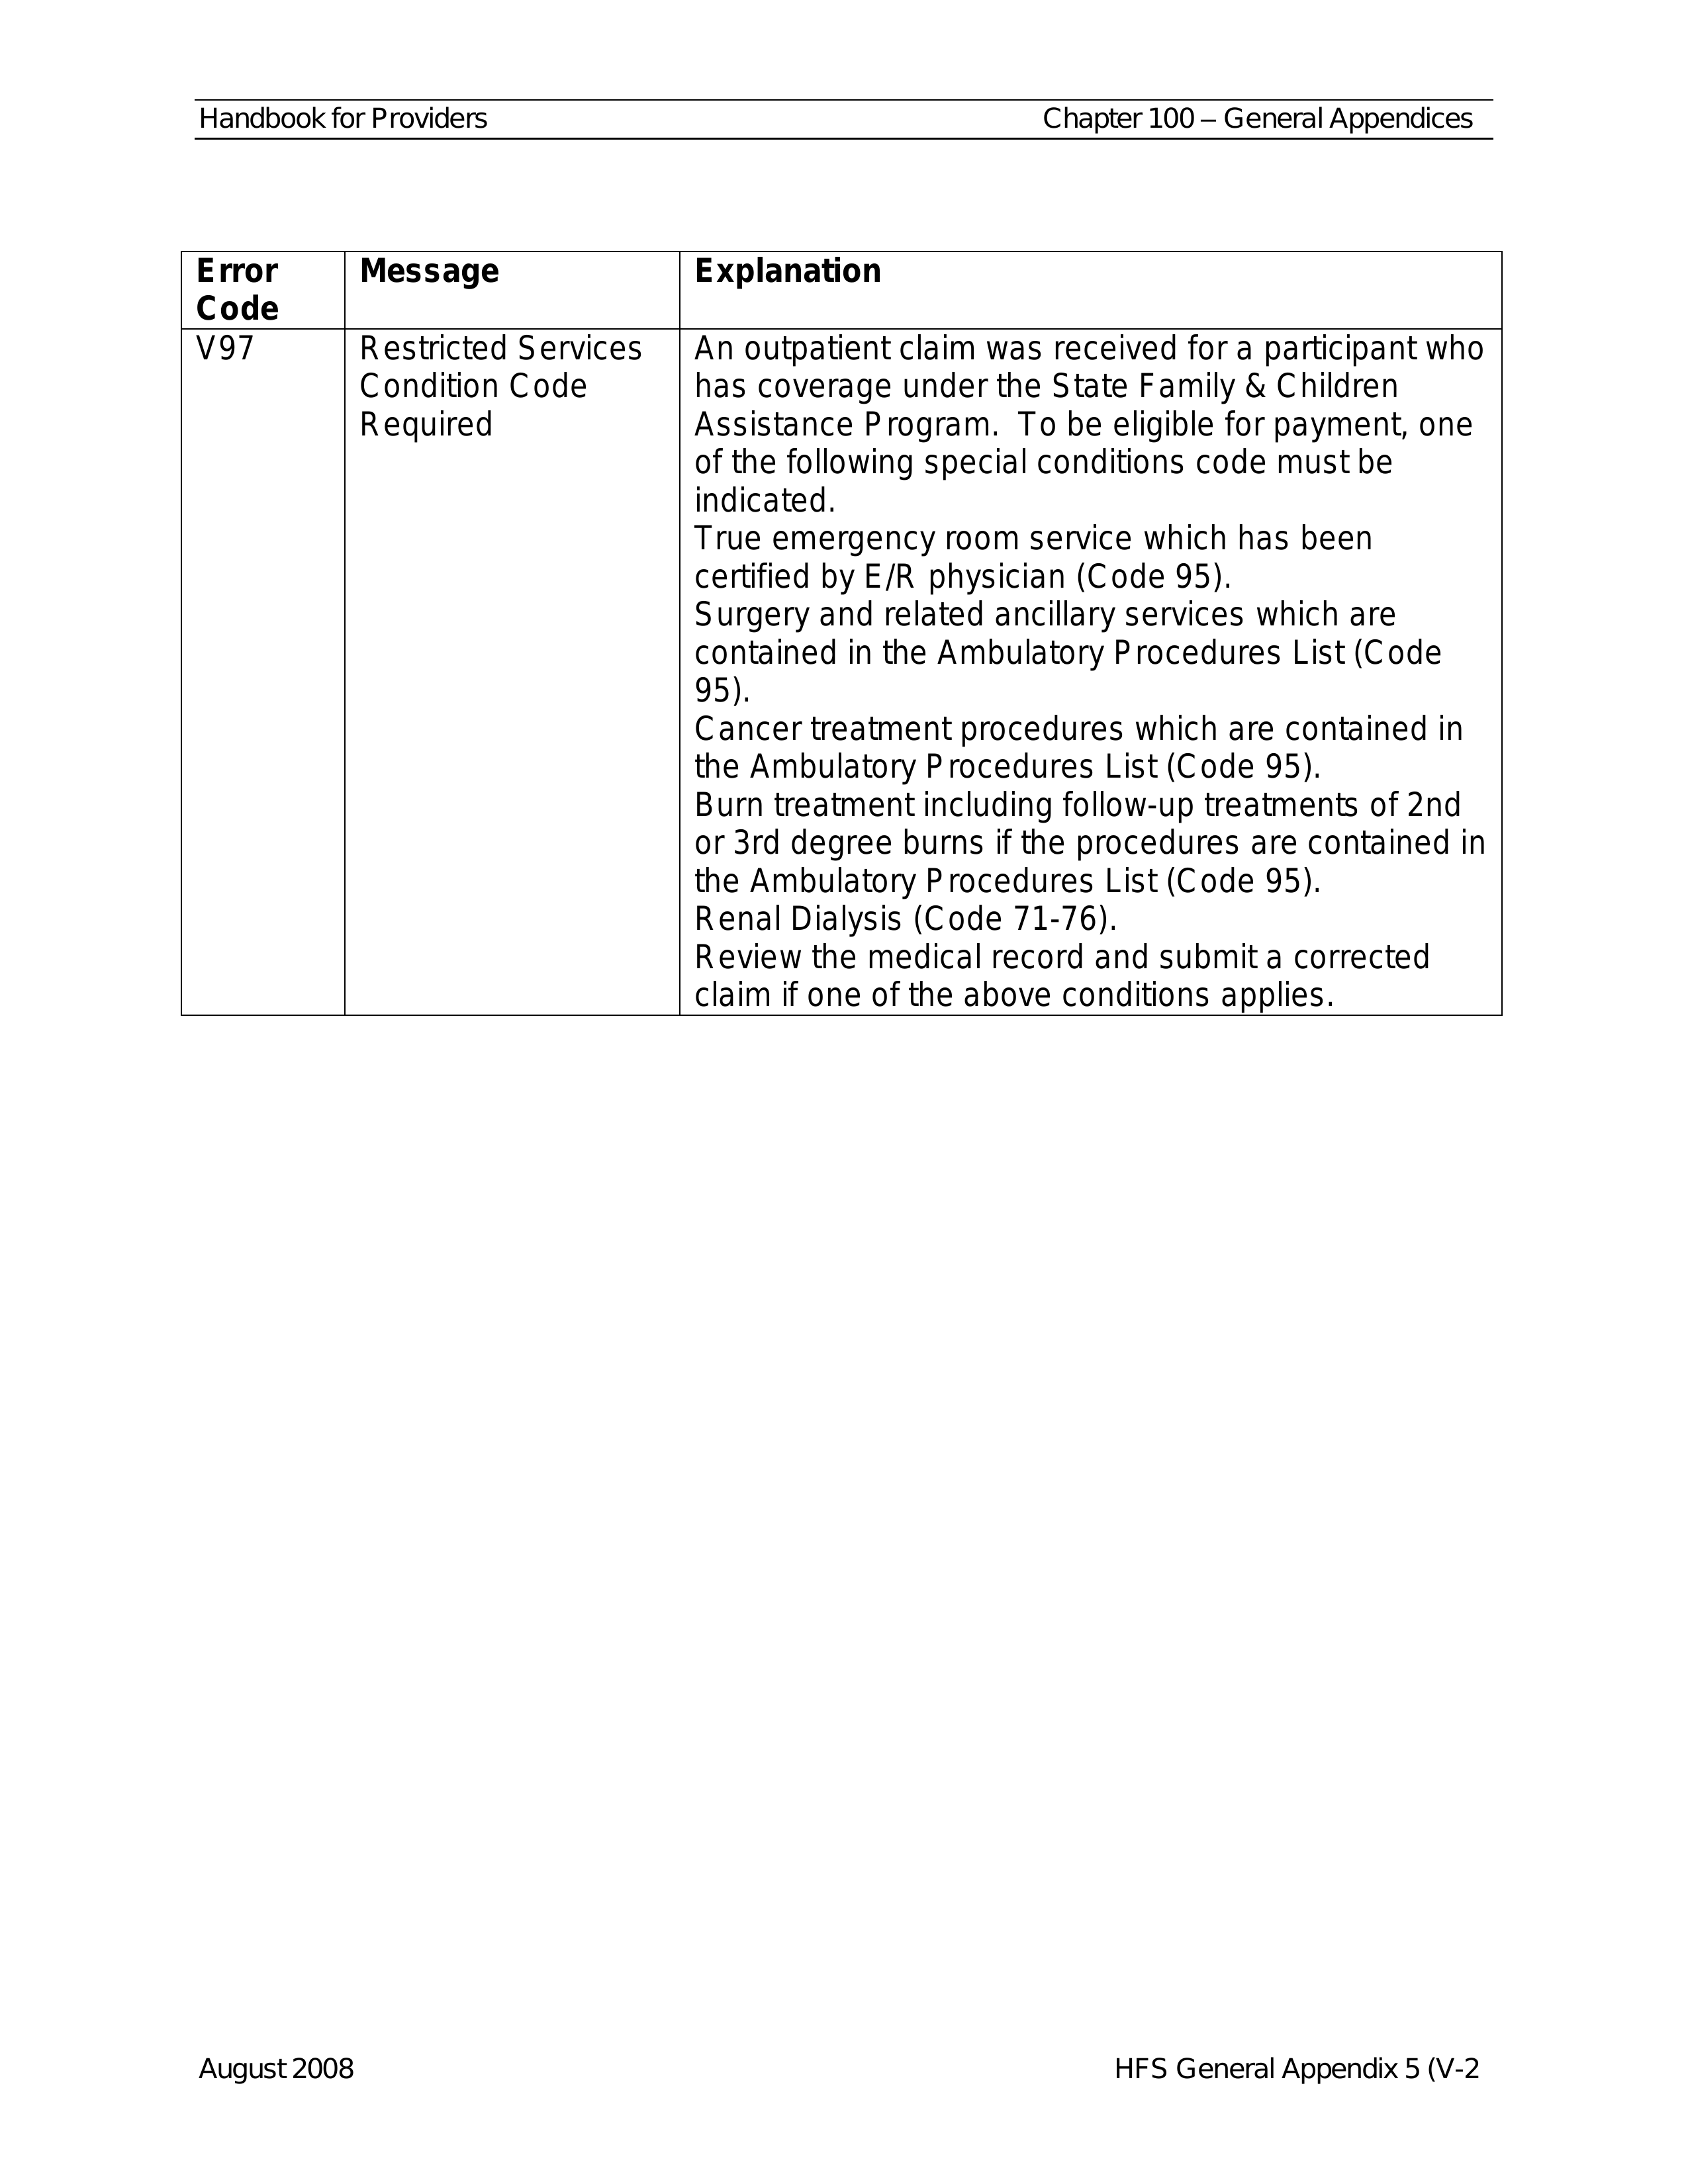 Handbook for Providers Chapter 100 – General Appendices
Error
Code
Message
Explanation
V97
Restricted Services
Condition Code
Required
An outpatient claim was received for a participant who
has coverage under the State Family & Children
Assistance Program.  To be eligible for payment, one
of the following special conditions code must be
indicated.
True emergency room service which has been
certified by E/R physician (Code 95).
Surgery and related ancillary services which are
contained in the Ambulatory Procedures List (Code
95).
Cancer treatment procedures which are contained in
the Ambulatory Procedures List (Code 95).
Burn treatment including follow-up treatments of 2nd
or 3rd degree burns if the procedures are contained in
the Ambulatory Procedures List (Code 95).
Renal Dialysis (Code 71-76).
Review the medical record and submit a corrected
claim if one of the above conditions applies.
August 2008 HFS General Appendix 5 (V-2